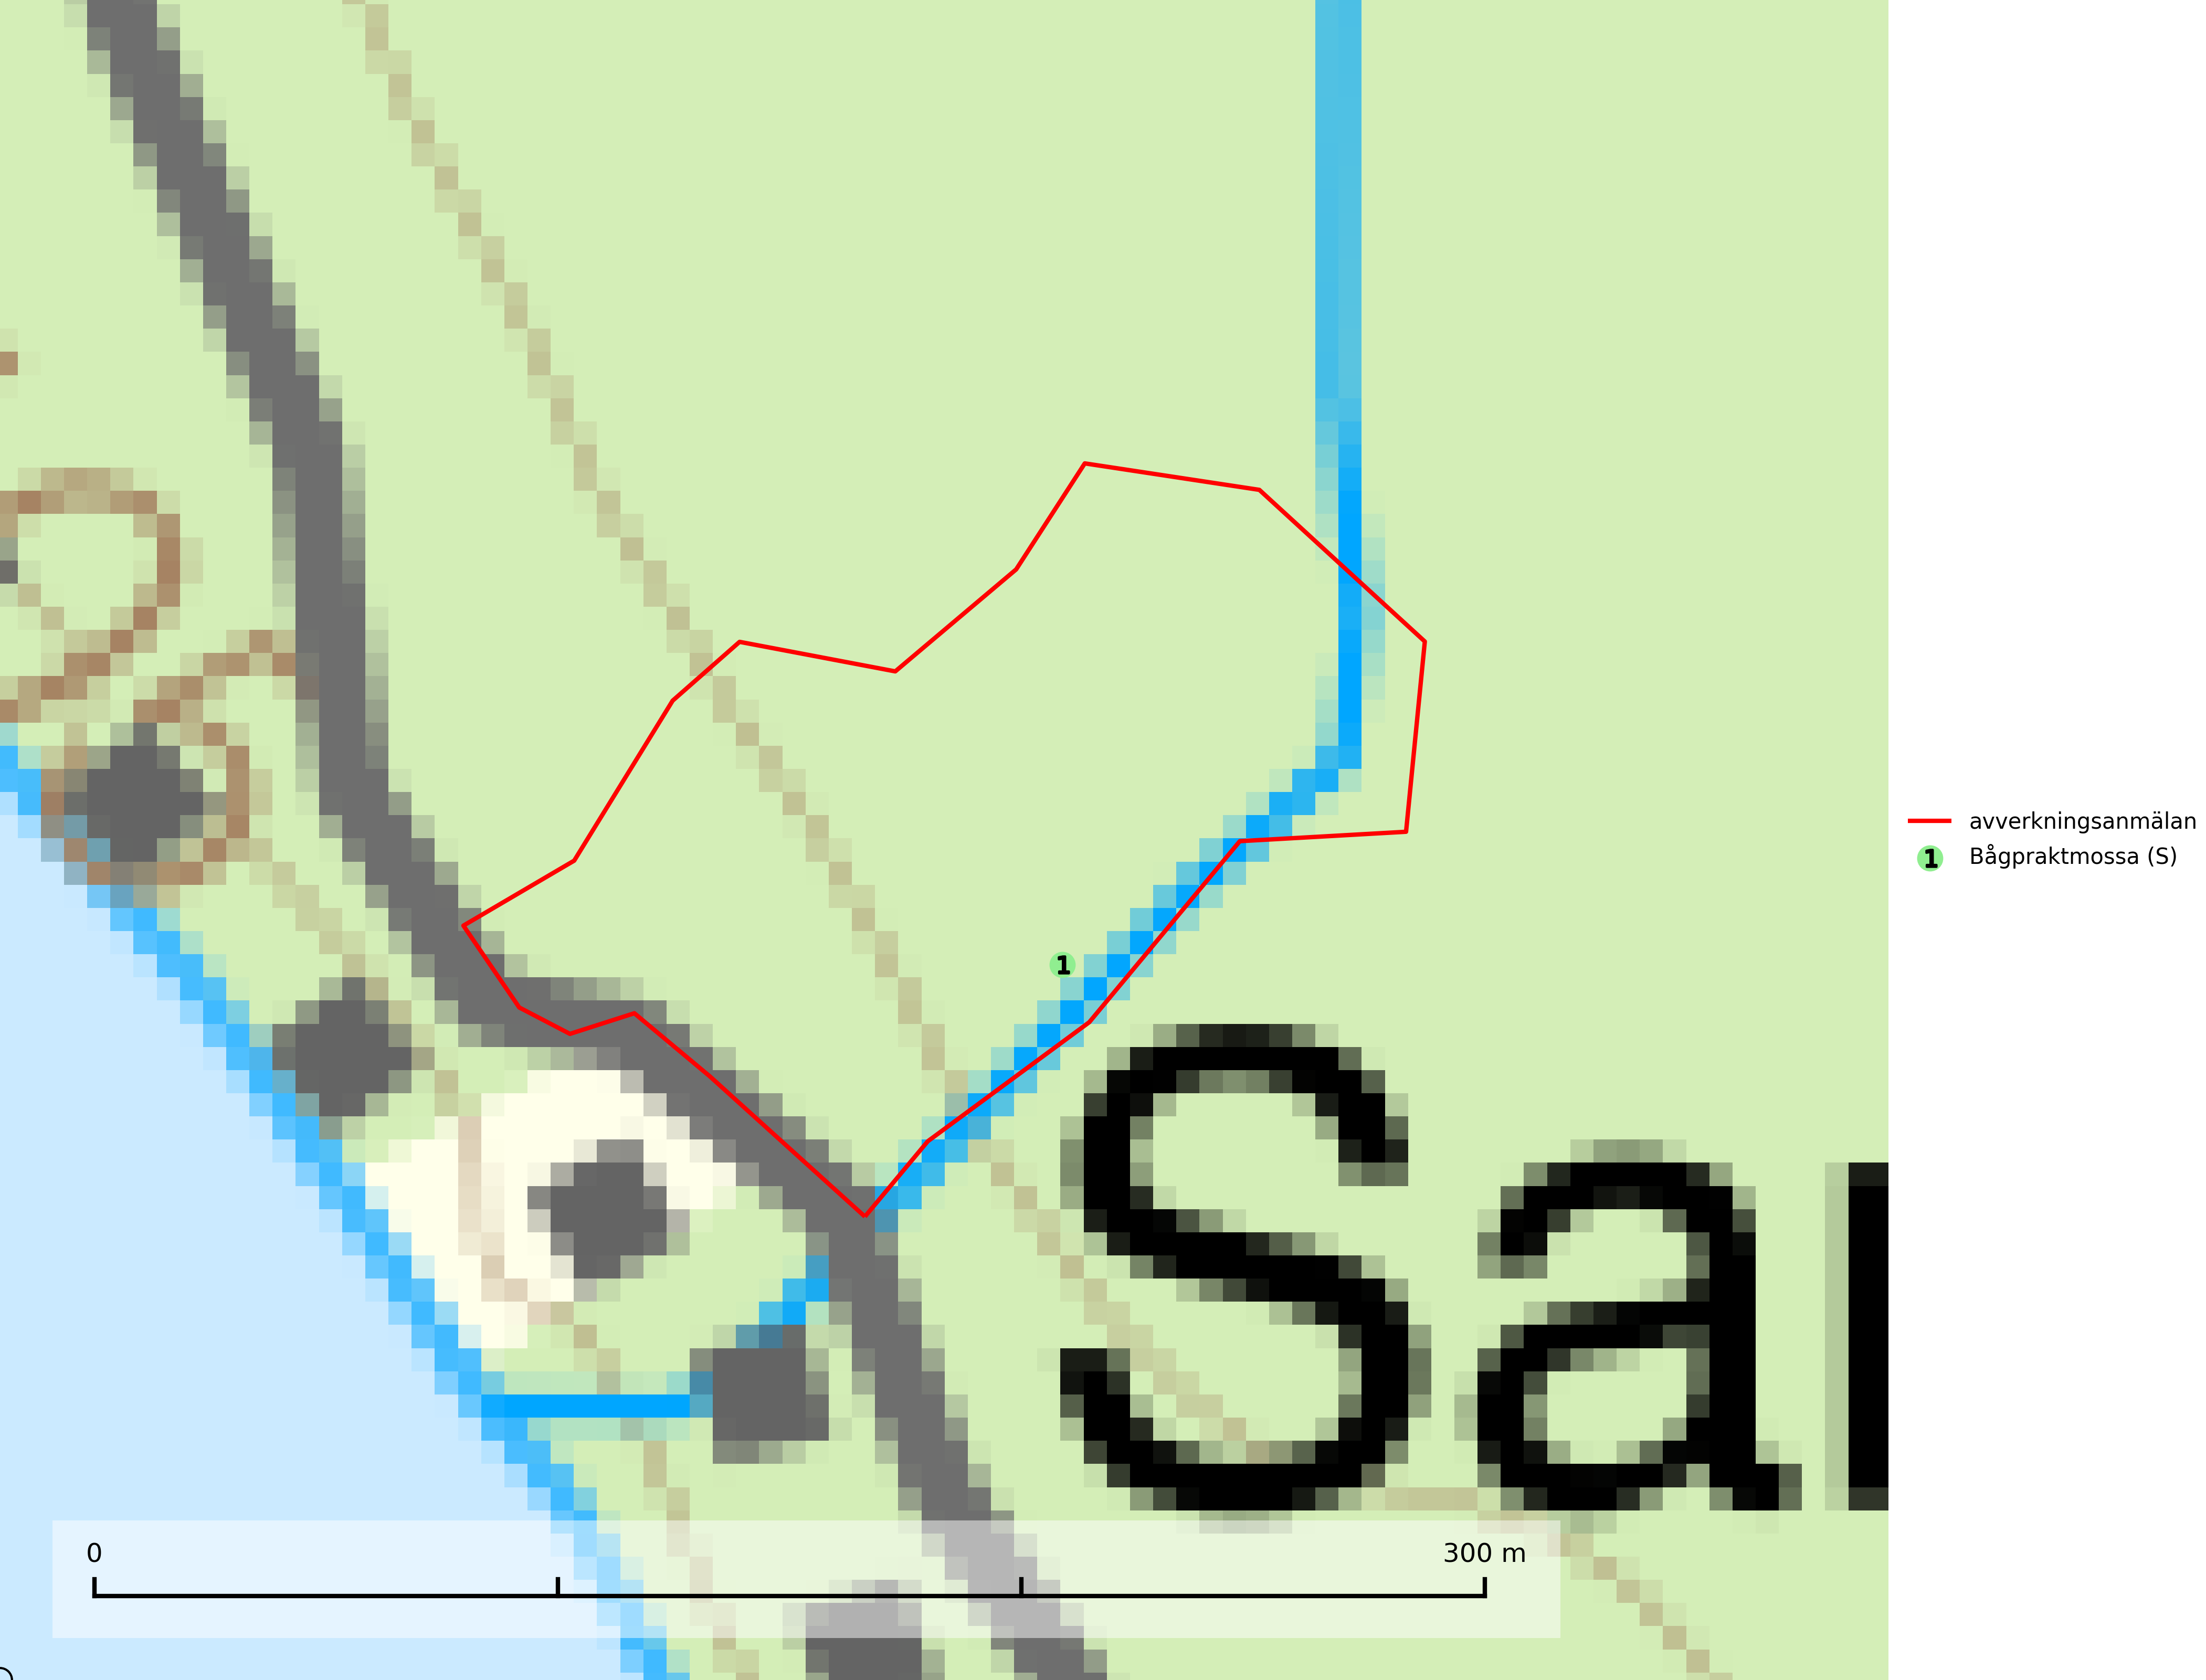 avverkningsanmälan
1 Bågpraktmossa (S)
1
Sal
0 300 m